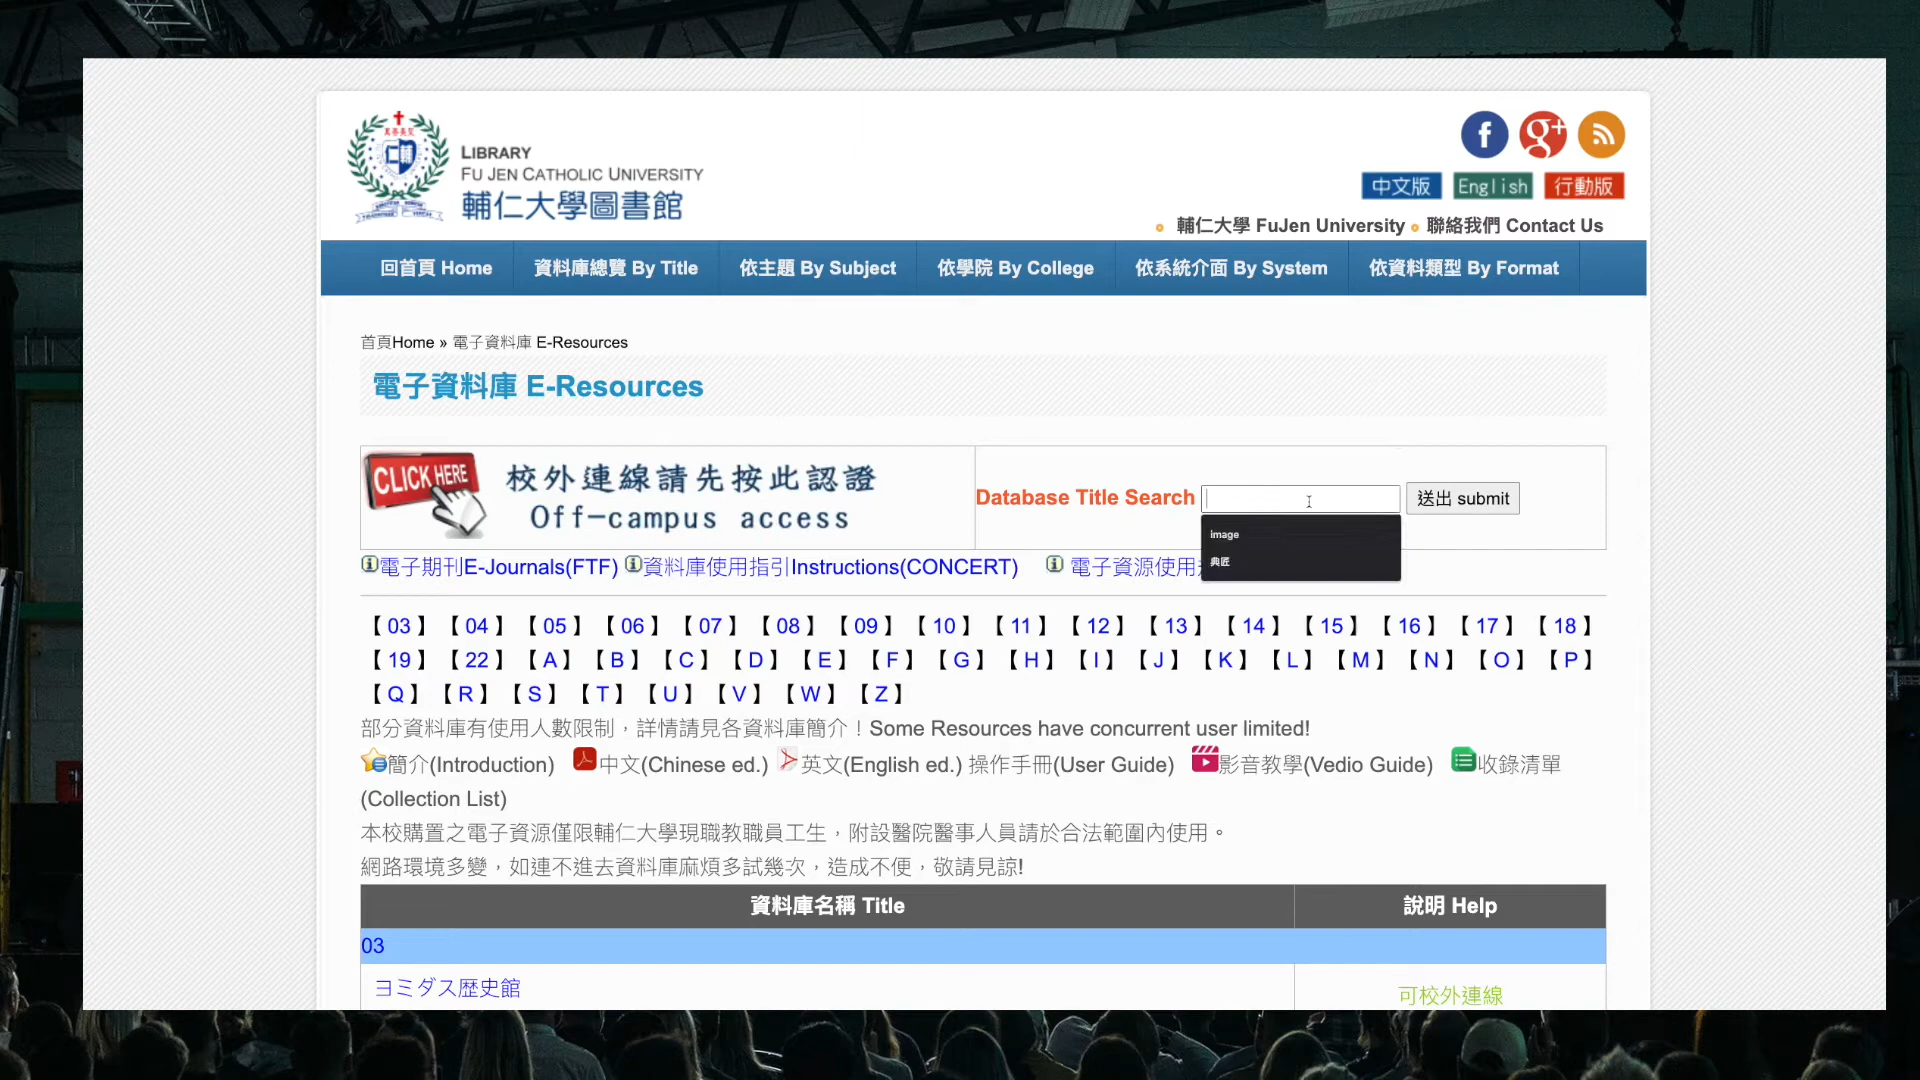 LIBRARY
FU JEN CATHOLIC UNIVERSITY
輔仁大學圖書館
中文版 English 行動版
輔仁大學 FuJen University 聯絡我們 Contact Us
回首頁 Home 資料庫總覽 By Title 依主題 By Subject 依學院 By College 依系統介面 By System 依資料類型 By Format
首頁Home » 電子資料庫 E-Resources
電子資料庫 E-Resources
CLICK HERE
校外連線請先按此認證
Off-campus access
Database Title Search 送出 submit
image
典匠
電子期刊E-Journals(FTF) 資料庫使用指引Instructions(CONCERT) 電子資源使用
【 03 】 【 04 】 【 05 】 【 06 】 【 07 】 【 08 】 【 09 】 【 10 】 【 11 】 【 12 】 【 13 】 【 14 】 【 15 】 【 16 】 【 17 】 【 18 】
【 19 】 【 22 】 【 A 】 【 B 】 【 C 】 【 D 】 【 E 】 【 F 】 【 G 】 【 H 】 【 I 】 【 J 】 【 K 】 【 L 】 【 M 】 【 N 】 【 O 】 【 P 】
【 Q 】 【 R 】 【 S 】 【 T 】 【 U 】 【 V 】 【 W 】 【 Z 】
部分資料庫有使用人數限制，詳情請見各資料庫簡介！Some Resources have concurrent user limited!
簡介(Introduction) 中文(Chinese ed.) 英文(English ed.) 操作手冊(User Guide) 影音教學(Vedio Guide) 收錄清單
(Collection List)
本校購置之電子資源僅限輔仁大學現職教職員工生，附設醫院醫事人員請於合法範圍內使用。
網路環境多變，如連不進去資料庫麻煩多試幾次，造成不便，敬請見諒!
資料庫名稱 Title 說明 Help
03
ヨミダス歴史館 可校外連線